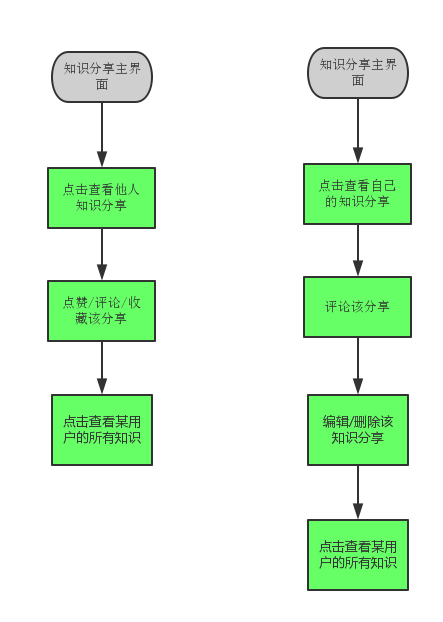 知识分享主界
面
点击查看他人
知识分享
点赞/评论/收
藏该分享
点击查看某用
户的所有知识
知识分享主界
面
点击查看自己
的知识分享
评论该分享
编辑/删除该
知识分享
点击查看某用
户的所有知识